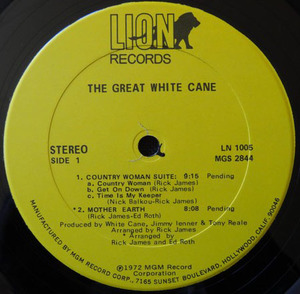 LION
RECORDS
THE GREAT WHITE CANE
STEREO
SIDE 1
LN 1005
MGS 2844
1. COUNTRY WOMAN SUITE: 9:15 Pending
a. Country Woman (Rick James)
b. Get On Down (Rick James)
c. Time Is My Keeper
(Nick Balkou-Rick James)
*2. MOTHER EARTH 8:08 Pending
(Rick James-Ed Roth)
Produced by White Cane, Jimmy Ienner & Tony Reale
Arranged by Rick James
* Arranged by
Rick James and Ed Roth
©1972 MGM Record
Corporation
MANUFACTURED BY MGM RECORD CORP., 7165 SUNSET BOULEVARD, HOLLYWOOD, CALIF. 90046